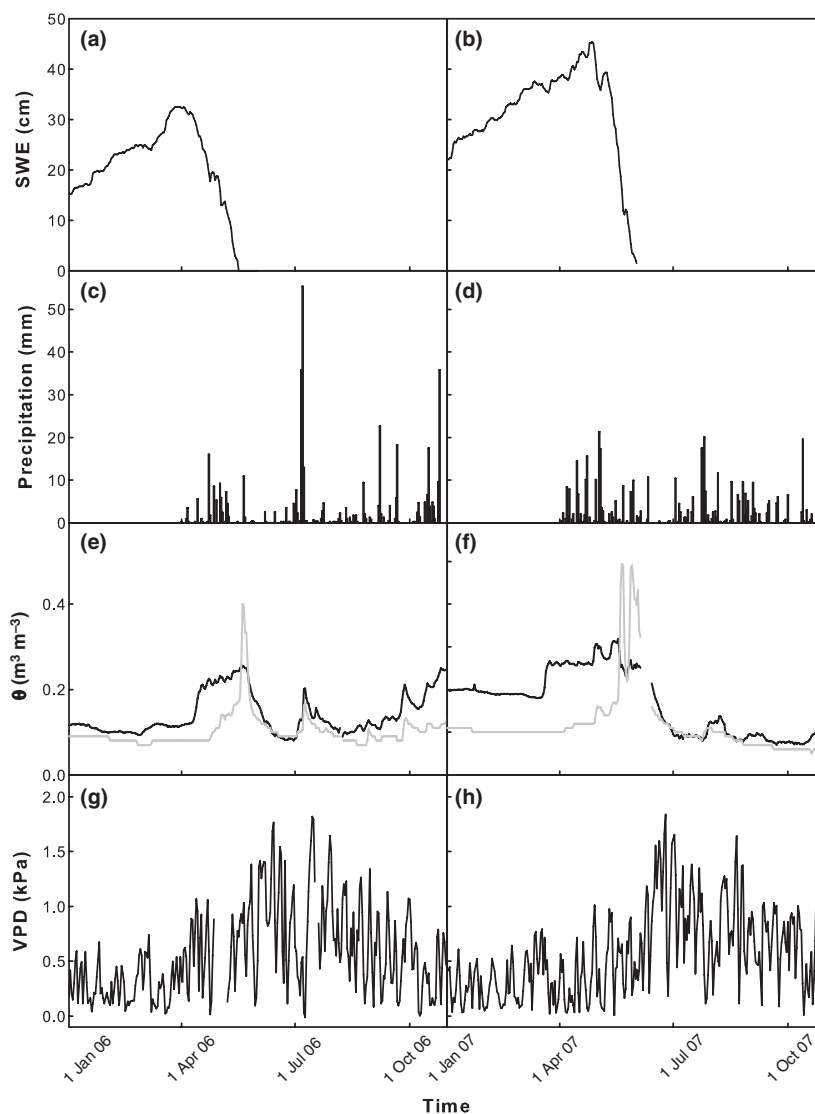 (a)
(b)
50
40
30
20
10
0
SWE (cm)
(c)
(d)
50
40
30
20
10
0
Precipitation (mm)
(e)
(f)
0.4
0.2
0.0
θ (m³ m⁻³)
(g)
(h)
2.0
1.5
1.0
0.5
0.0
VPD (kPa)
1 Jan 06
1 Apr 06
1 Jul 06
1 Oct 06
1 Jan 07
1 Apr 07
1 Jul 07
1 Oct 07
Time